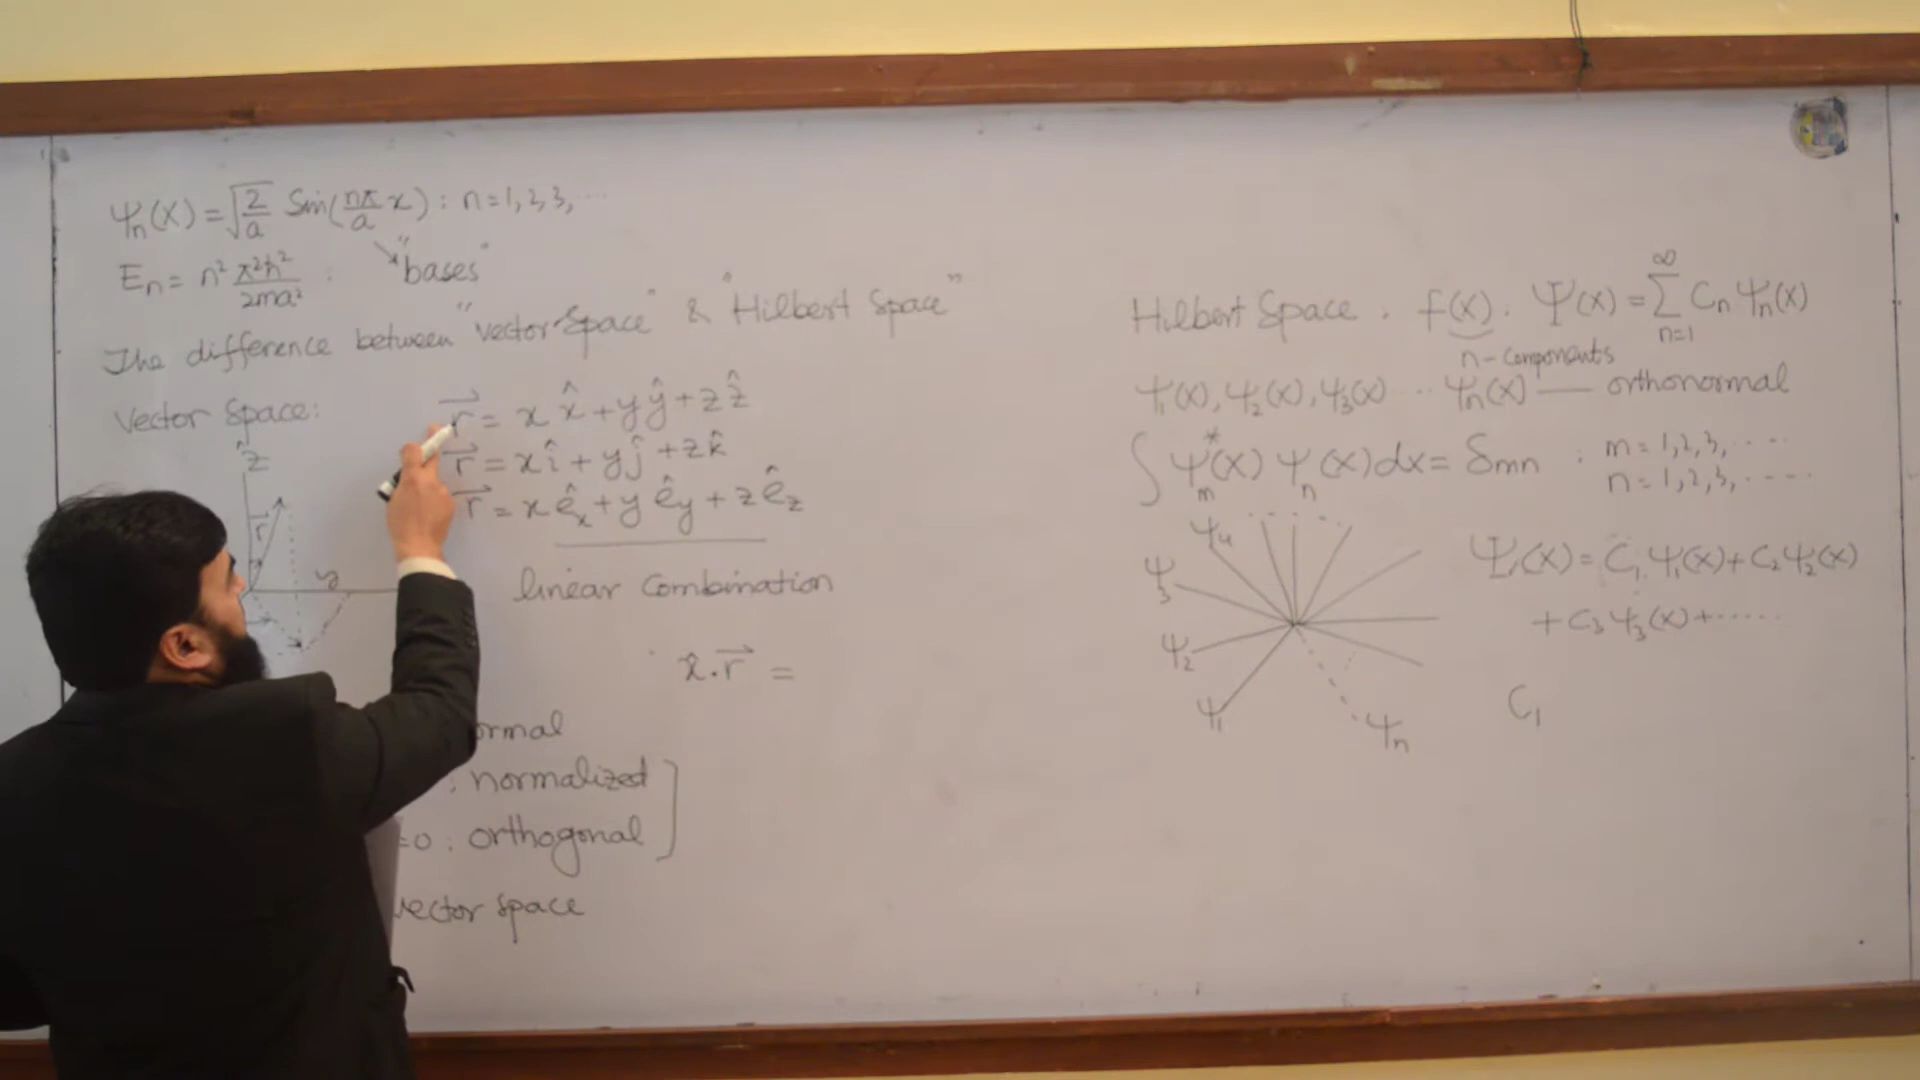 Ψn(x) = √2/a Sin(nπ/a x) : n=1,2,3,...
"bases"
En = n² π²ħ²/2ma² :
The difference between "vector space" & "Hilbert Space"
Vector Space:
r⃗ = x x̂ + y ŷ + z ẑ
r⃗ = x î + y ĵ + z k̂
r⃗ = x êx + y êy + z êz
linear Combination
ẑ
r⃗
y
x̂ . r⃗ =
ormal
: normalized
=0 : orthogonal
vector space
Hilbert Space . f(x) . Ψ(x) = ∑n=1^∞ Cn Ψn(x)
n-components
Ψ1(x), Ψ2(x), Ψ3(x) ... Ψn(x) — orthonormal
∫ Ψm*(x) Ψn(x) dx = δmn : m = 1,2,3,....
n = 1,2,3,.....
Ψ4
Ψ3
Ψ2
Ψ1
Ψn
Ψ(x) = C1 Ψ1(x) + C2 Ψ2(x)
+ C3 Ψ3(x) + ......
C1